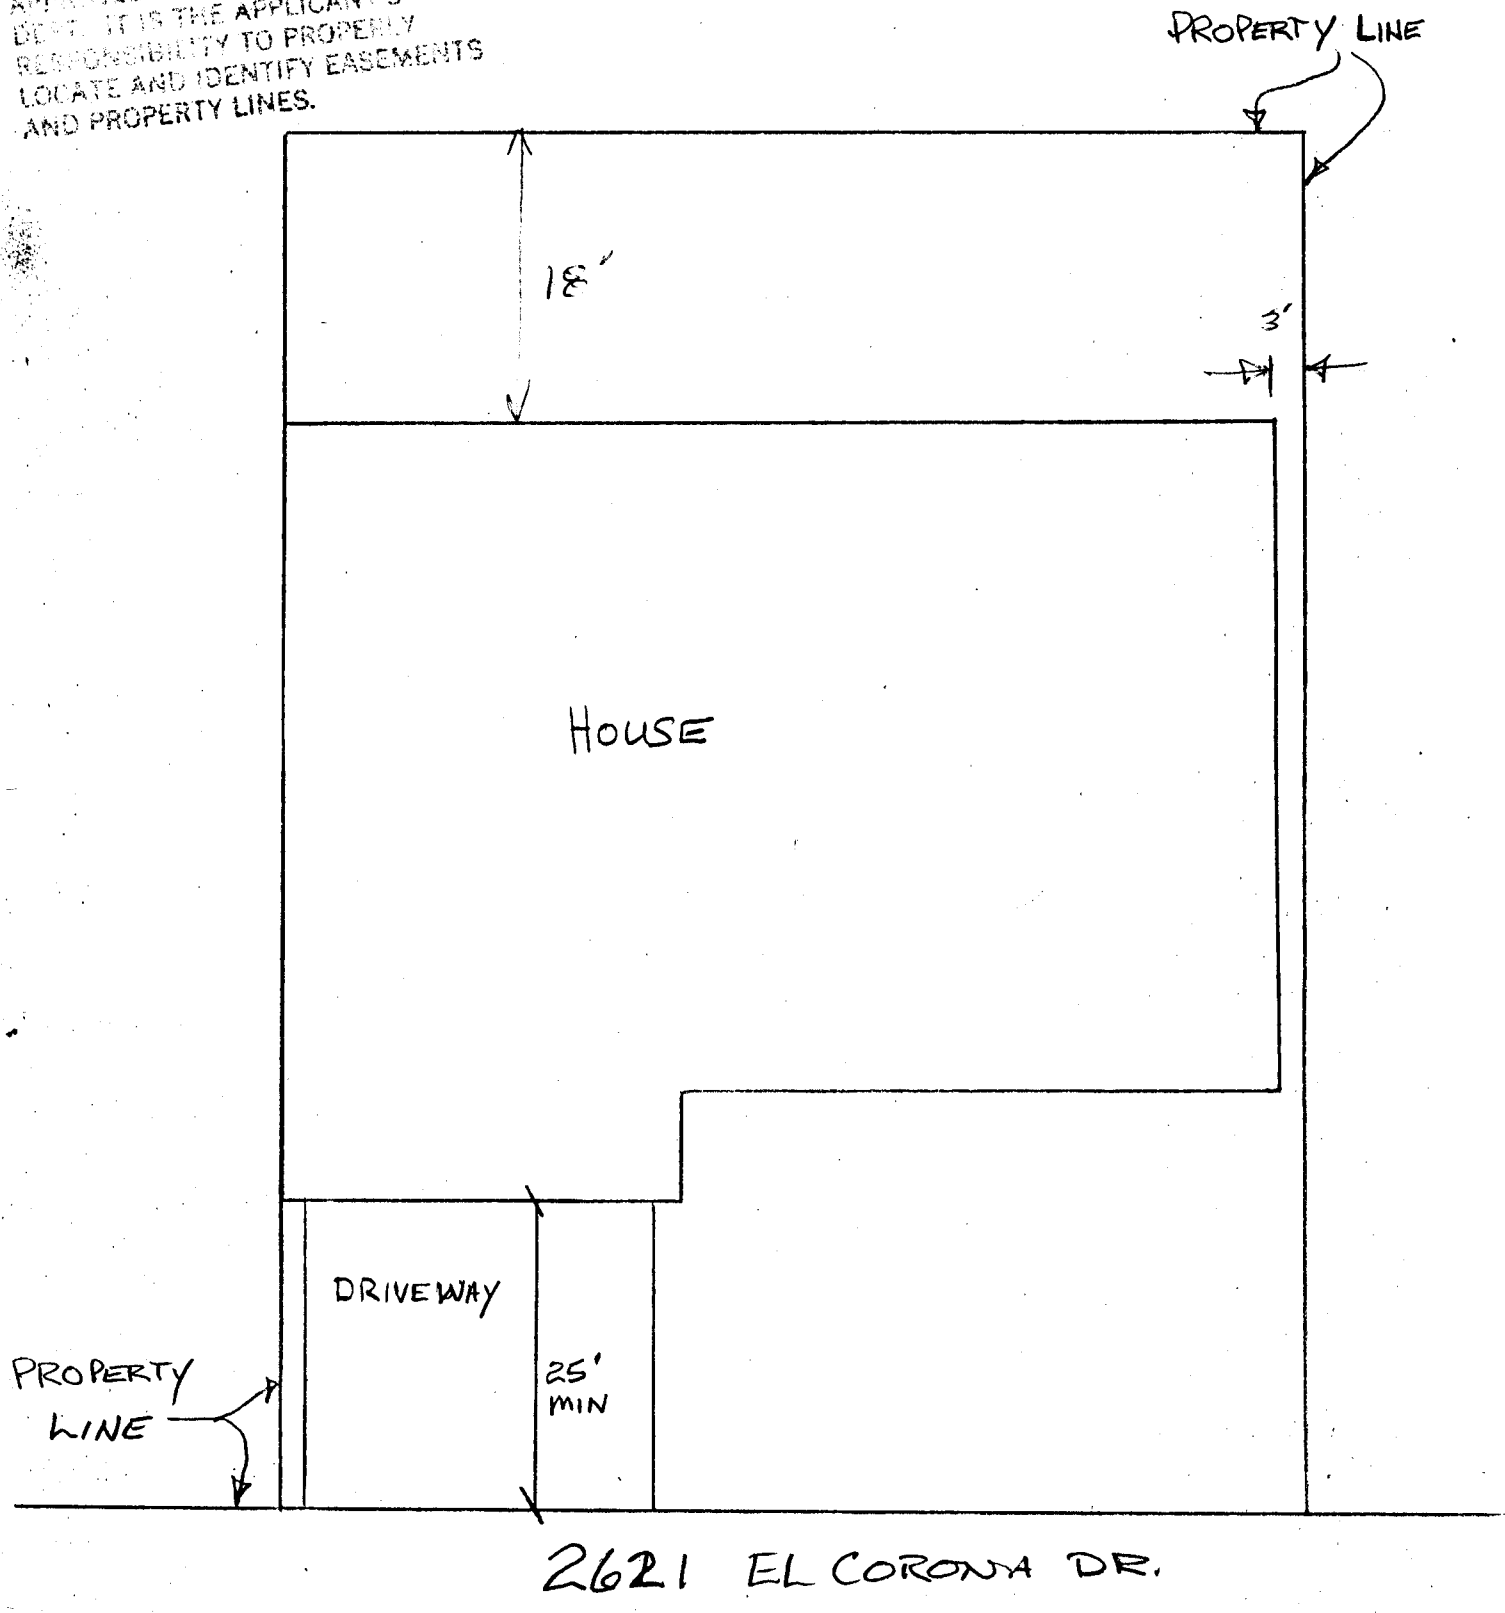 DEPT. IT IS THE APPLICANT'S
RESPONSIBILITY TO PROPERLY
LOCATE AND IDENTIFY EASEMENTS
AND PROPERTY LINES.
PROPERTY LINE
18'
3'
HOUSE
DRIVEWAY
25'
MIN
PROPERTY
LINE
2621 EL CORONA DR.